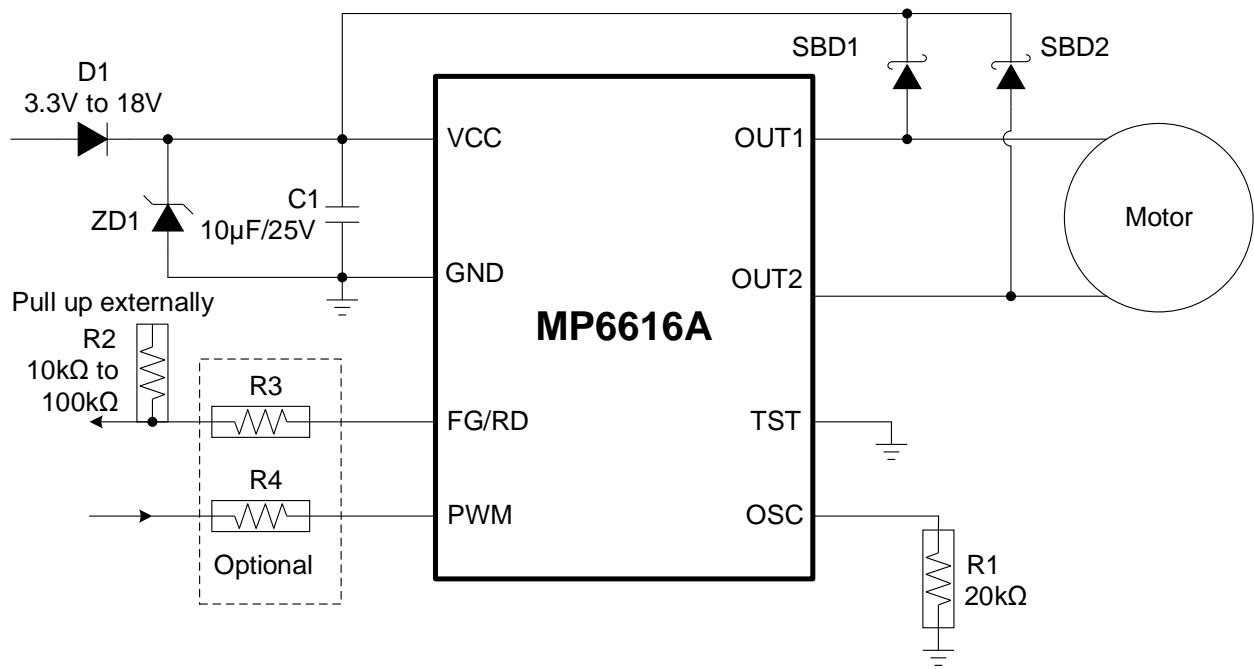 SBD1
SBD2
D1
3.3V to 18V
VCC
OUT1
C1
10µF/25V
ZD1
Motor
GND
OUT2
Pull up externally
R2
10kΩ to
100kΩ
MP6616A
R3
FG/RD
TST
R4
PWM
OSC
Optional
R1
20kΩ